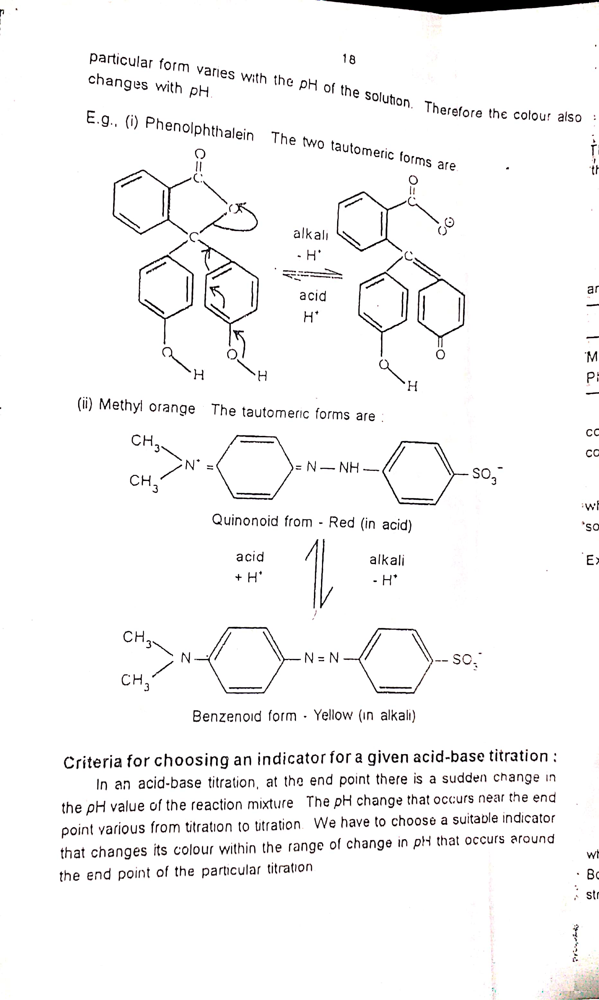 18
particular form varies with the pH of the solution. Therefore the colour also
changes with pH.
E.g., (i) Phenolphthalein The two tautomeric forms are
O
C
O
C
O
H
O
H
alkali
- H⁺
acid
H⁺
O
C
O⊖
C
O
H
O
(ii) Methyl orange The tautomeric forms are :
CH₃
CH₃
N⁺ = = N — NH — — SO₃⁻
Quinonoid from - Red (in acid)
acid alkali
+ H⁺ - H⁺
CH₃
CH₃
N — — N = N — -- SO₃⁻
Benzenoid form - Yellow (in alkali)
Criteria for choosing an indicator for a given acid-base titration :
In an acid-base titration, at the end point there is a sudden change in
the pH value of the reaction mixture The pH change that occurs near the end
point various from titration to titration. We have to choose a suitable indicator
that changes its colour within the range of change in pH that occurs around
the end point of the particular titration